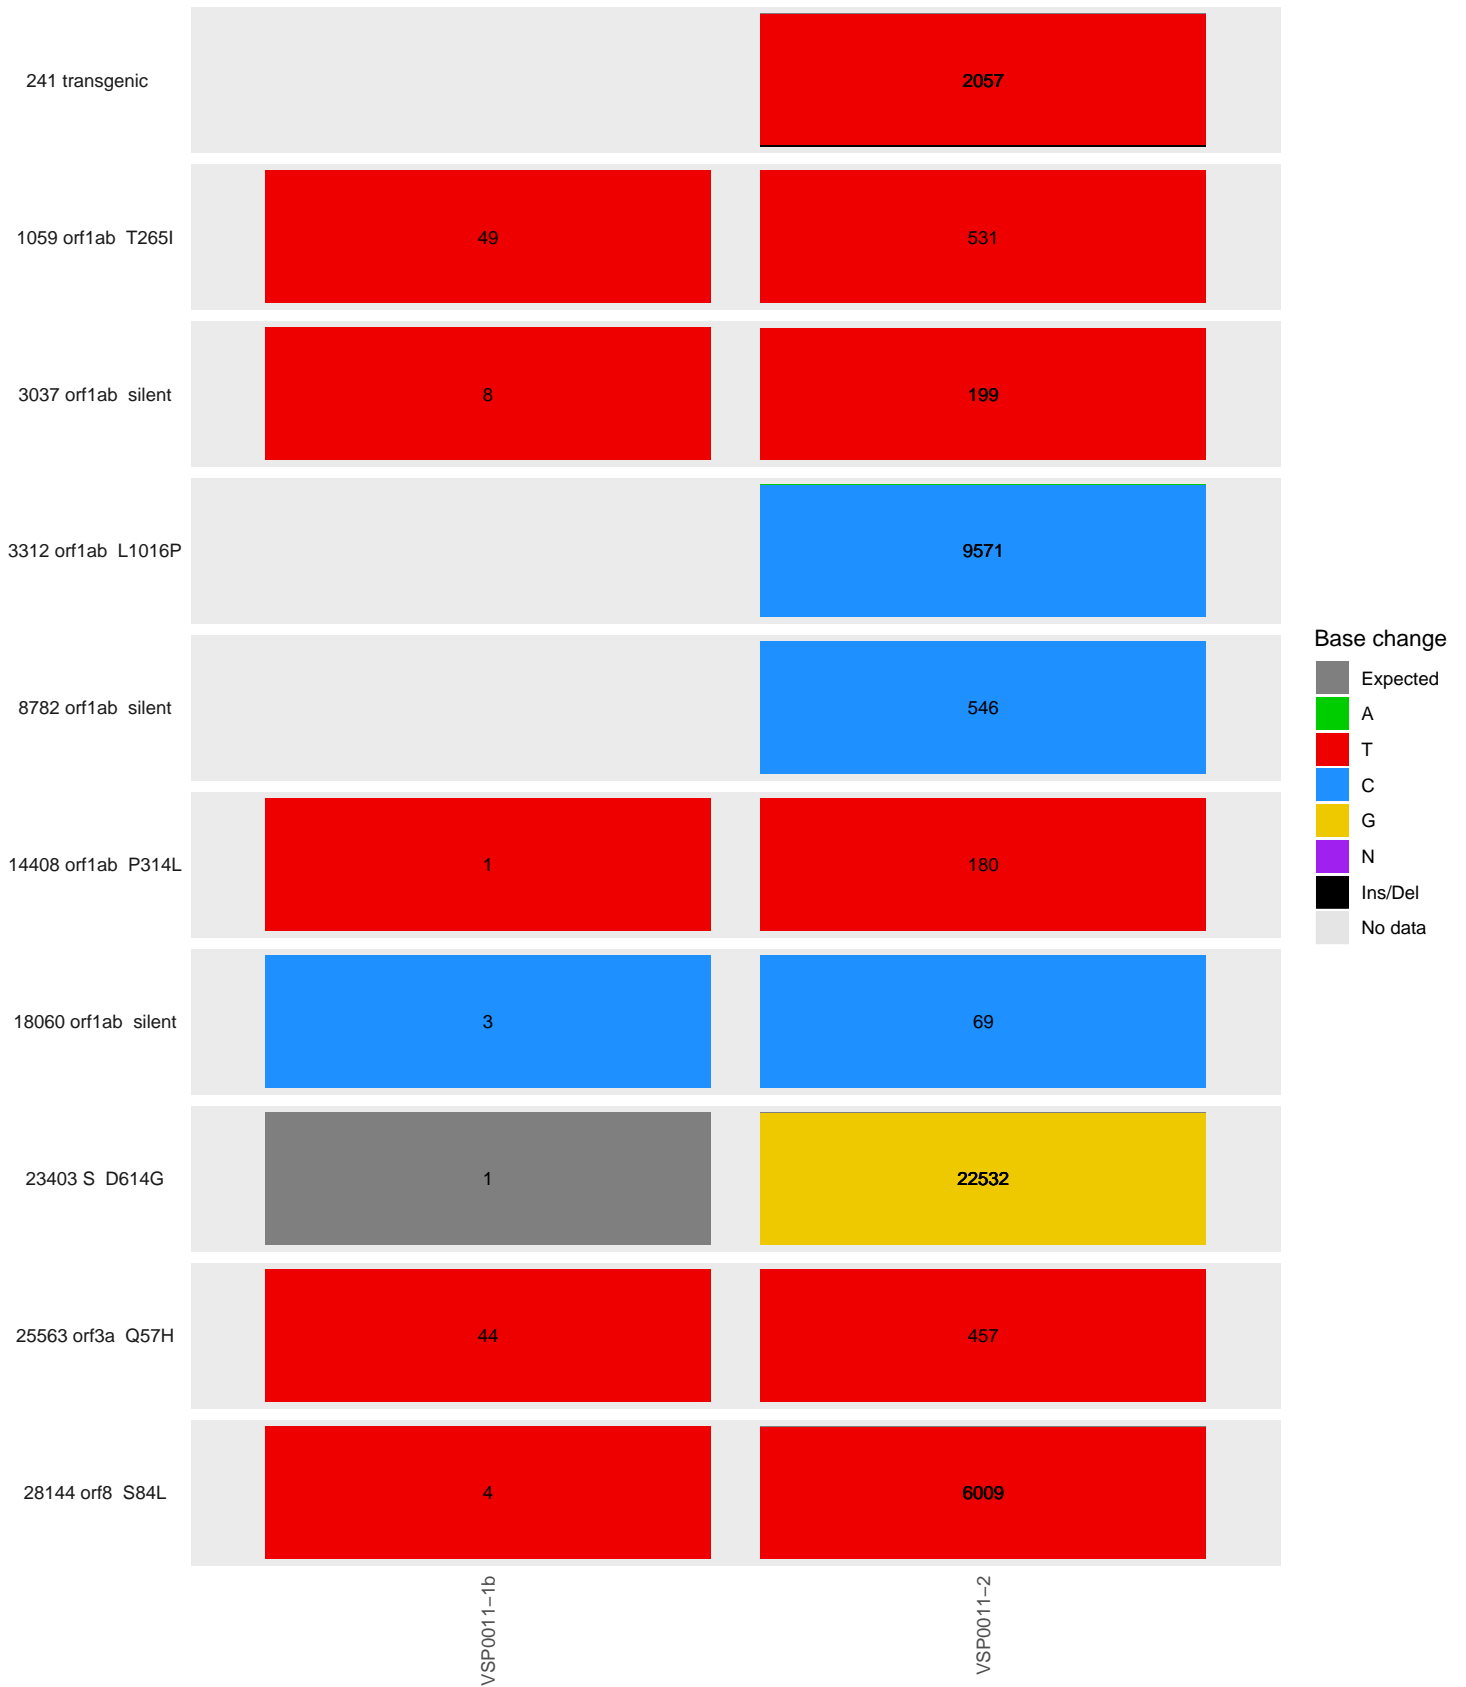 241 transgenic
2057
1059 orf1ab T265I
49
531
3037 orf1ab silent
8
199
3312 orf1ab L1016P
9571
8782 orf1ab silent
546
14408 orf1ab P314L
1
180
18060 orf1ab silent
3
69
23403 S D614G
1
22532
25563 orf3a Q57H
44
457
28144 orf8 S84L
4
6009
VSP0011−1b
VSP0011−2
Base change
Expected
A
T
C
G
N
Ins/Del
No data